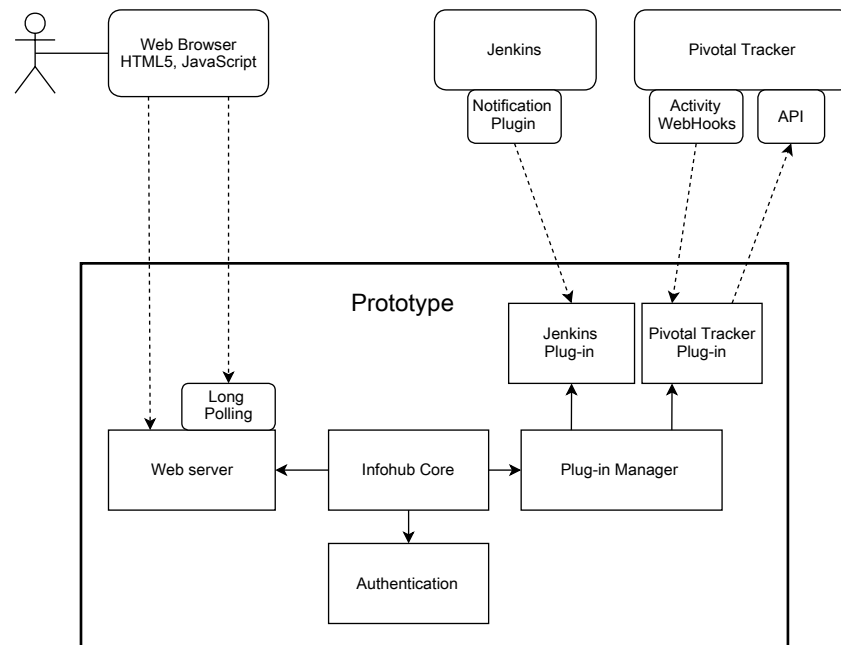 Web Browser
HTML5, JavaScript
Jenkins
Pivotal Tracker
Notification
Plugin
Activity
WebHooks
API
Prototype
Jenkins
Plug-in
Pivotal Tracker
Plug-in
Long
Polling
Web server
Infohub Core
Plug-in Manager
Authentication